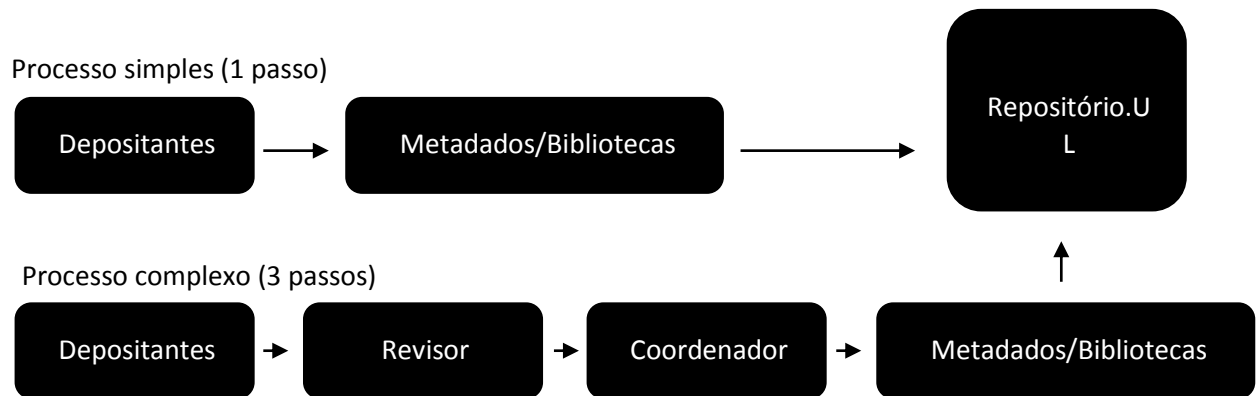 Processo simples (1 passo)
Depositantes
Metadados/Bibliotecas
Repositório.U
L
Processo complexo (3 passos)
Depositantes
Revisor
Coordenador
Metadados/Bibliotecas